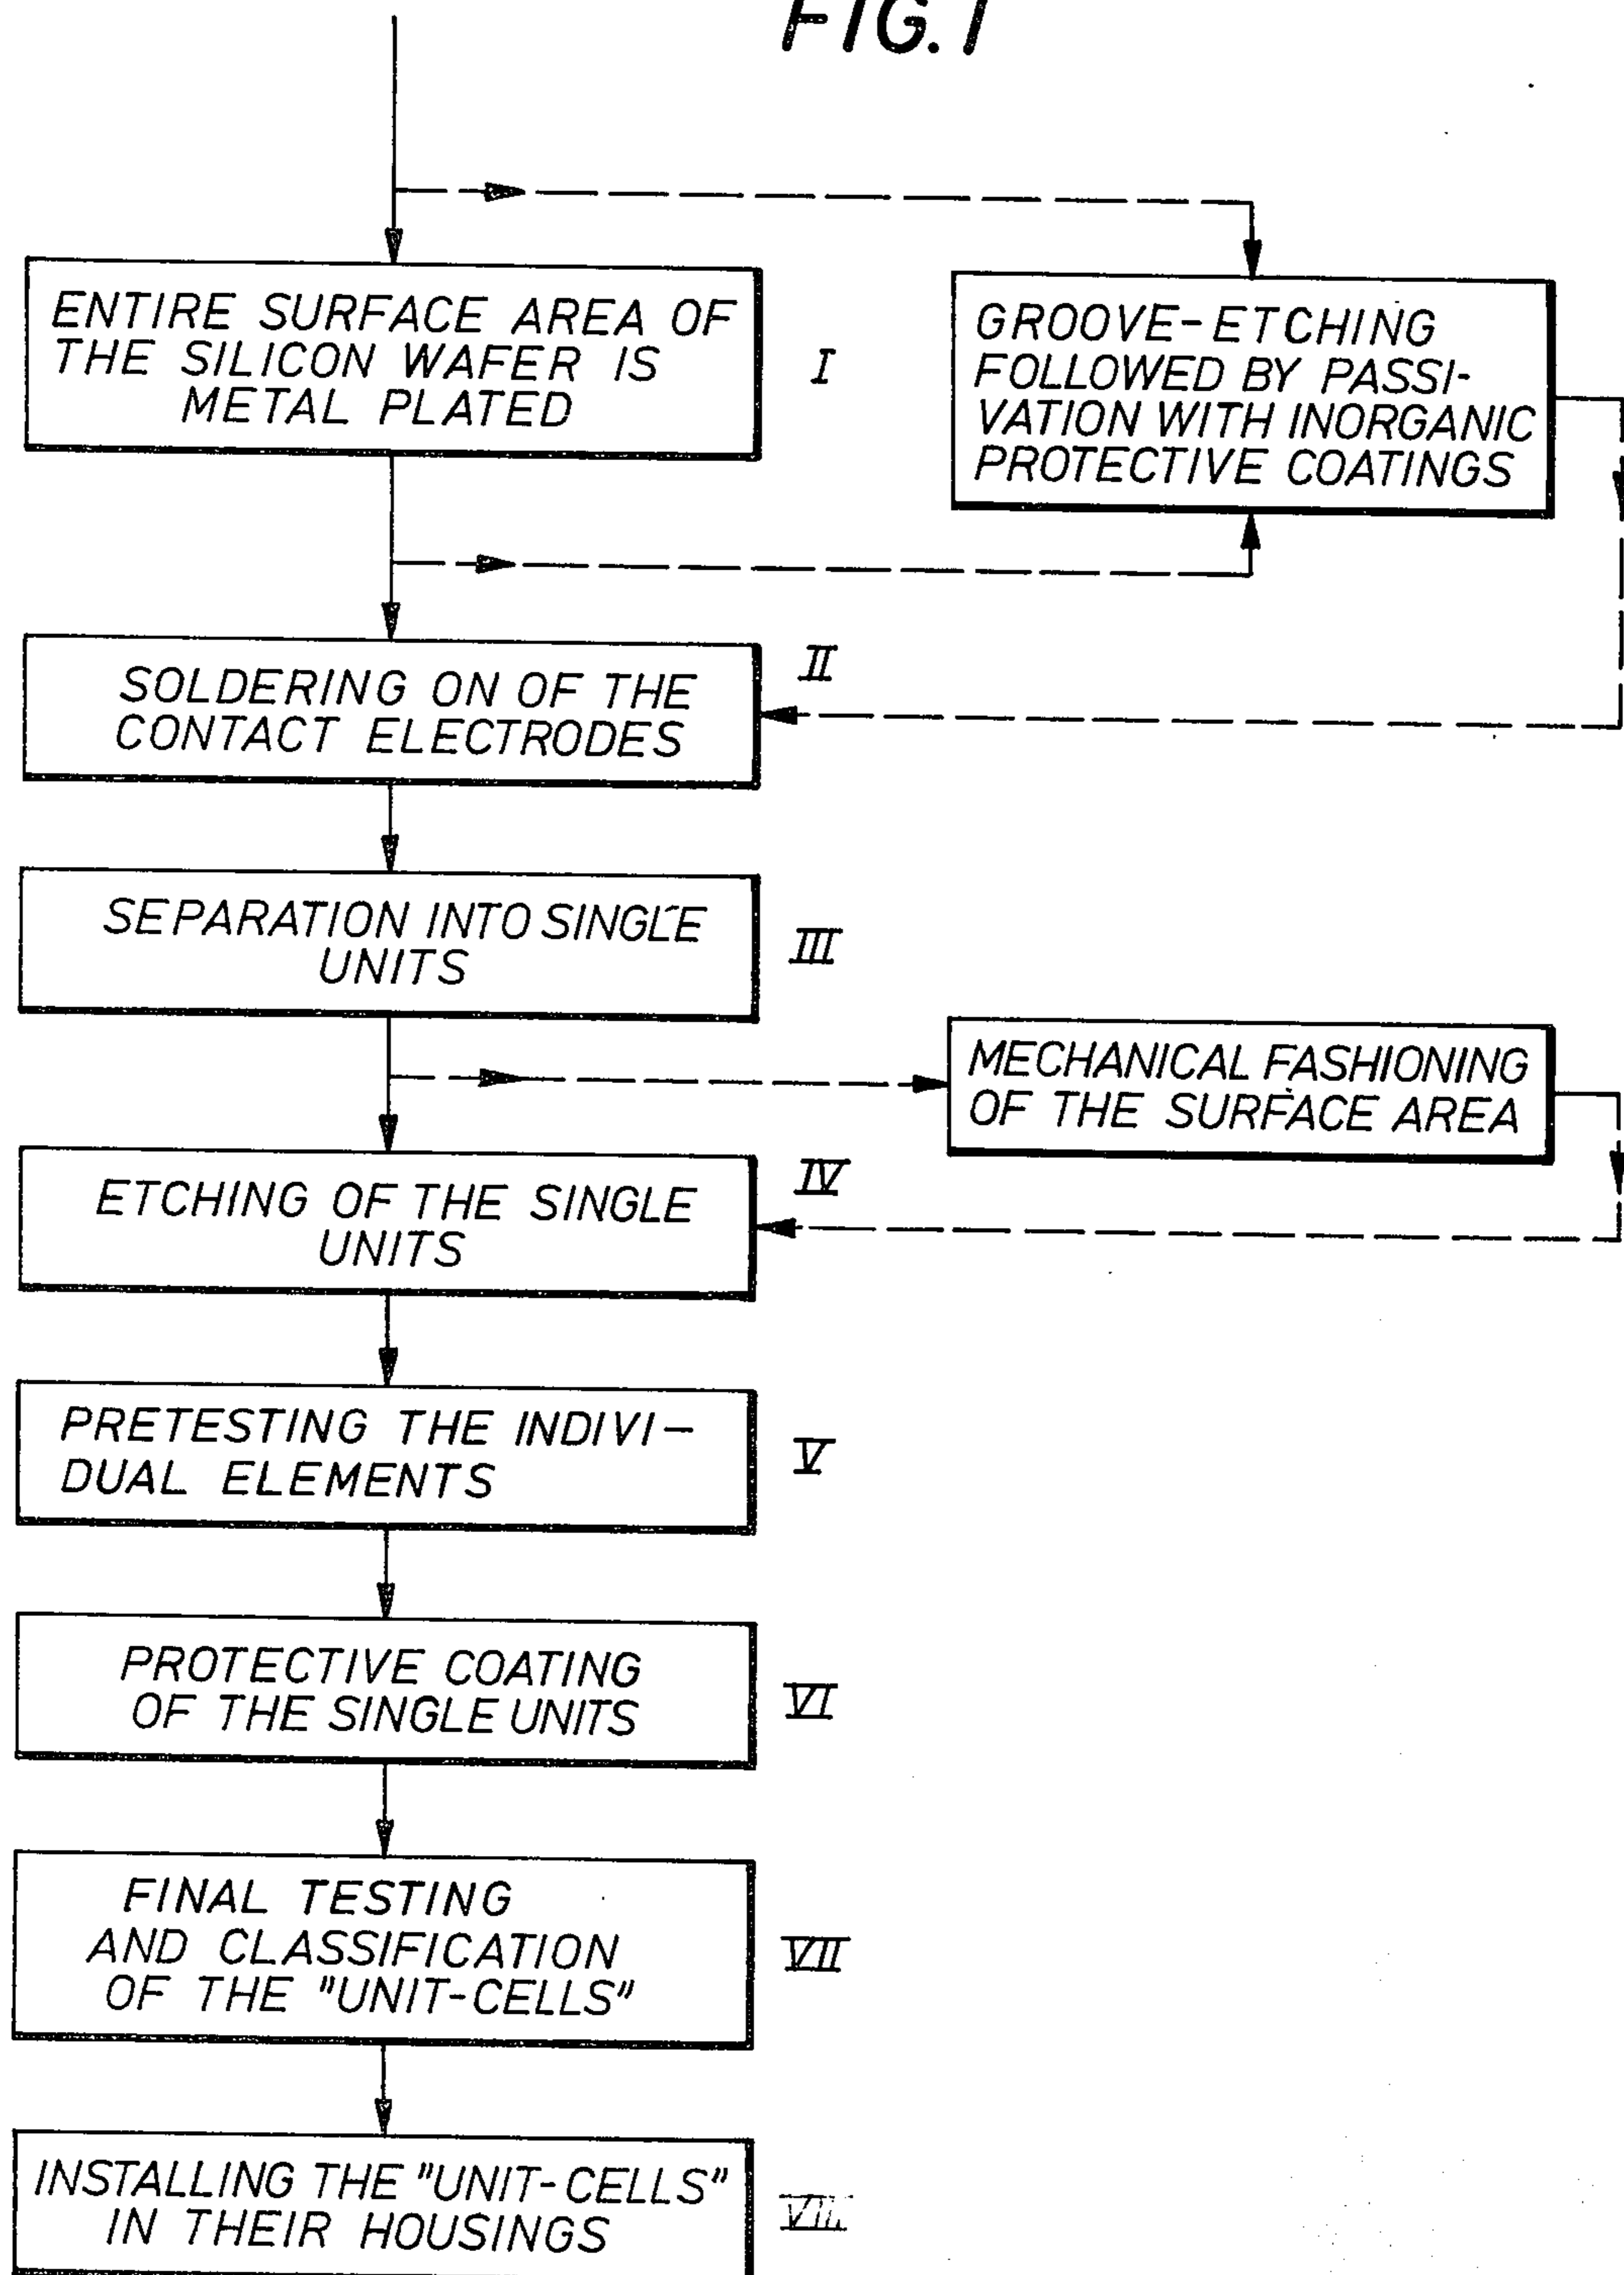 FIG. 1
ENTIRE SURFACE AREA OF
THE SILICON WAFER IS
METAL PLATED
I
GROOVE-ETCHING
FOLLOWED BY PASSI-
VATION WITH INORGANIC
PROTECTIVE COATINGS
SOLDERING ON OF THE
CONTACT ELECTRODES
II
SEPARATION INTO SINGLE
UNITS
III
MECHANICAL FASHIONING
OF THE SURFACE AREA
ETCHING OF THE SINGLE
UNITS
IV
PRETESTING THE INDIVI-
DUAL ELEMENTS
V
PROTECTIVE COATING
OF THE SINGLE UNITS
VI
FINAL TESTING
AND CLASSIFICATION
OF THE "UNIT-CELLS"
VII
INSTALLING THE "UNIT-CELLS"
IN THEIR HOUSINGS
VIII